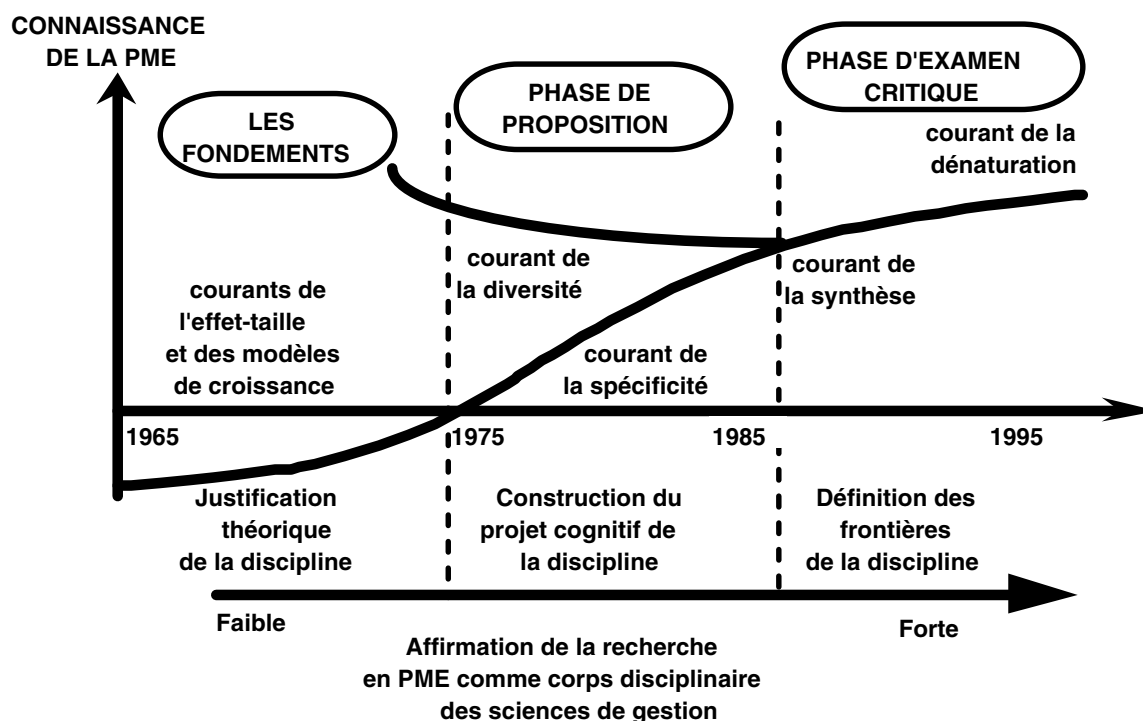 CONNAISSANCE
DE LA PME
LES
FONDEMENTS
PHASE DE
PROPOSITION
PHASE D'EXAMEN
CRITIQUE
courant de la
dénaturation
courants de
l'effet-taille
et des modèles
de croissance
courant de
la diversité
courant de
la spécificité
courant de
la synthèse
1965
1975
1985
1995
Justification
théorique
de la discipline
Construction du
projet cognitif de
la discipline
Définition des
frontières
de la discipline
Faible
Forte
Affirmation de la recherche
en PME comme corps disciplinaire
des sciences de gestion